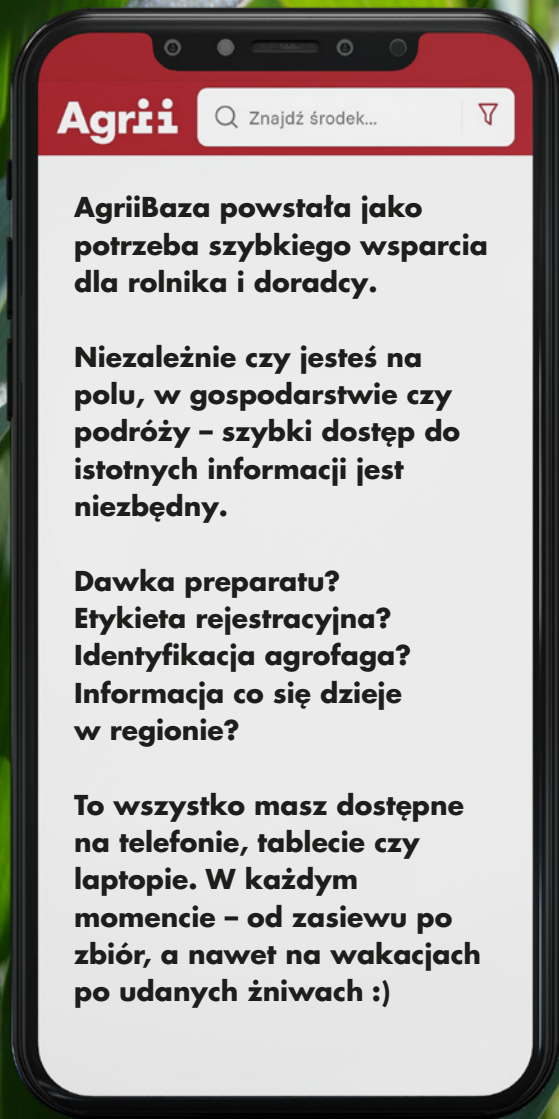 Agrii
Znajdź środek...
AgriiBaza powstała jako
potrzeba szybkiego wsparcia
dla rolnika i doradcy.
Niezależnie czy jesteś na
polu, w gospodarstwie czy
podróży – szybki dostęp do
istotnych informacji jest
niezbędny.
Dawka preparatu?
Etykieta rejestracyjna?
Identyfikacja agrofaga?
Informacja co się dzieje
w regionie?
To wszystko masz dostępne
na telefonie, tablecie czy
laptopie. W każdym
momencie – od zasiewu po
zbiór, a nawet na wakacjach
po udanych żniwach :)